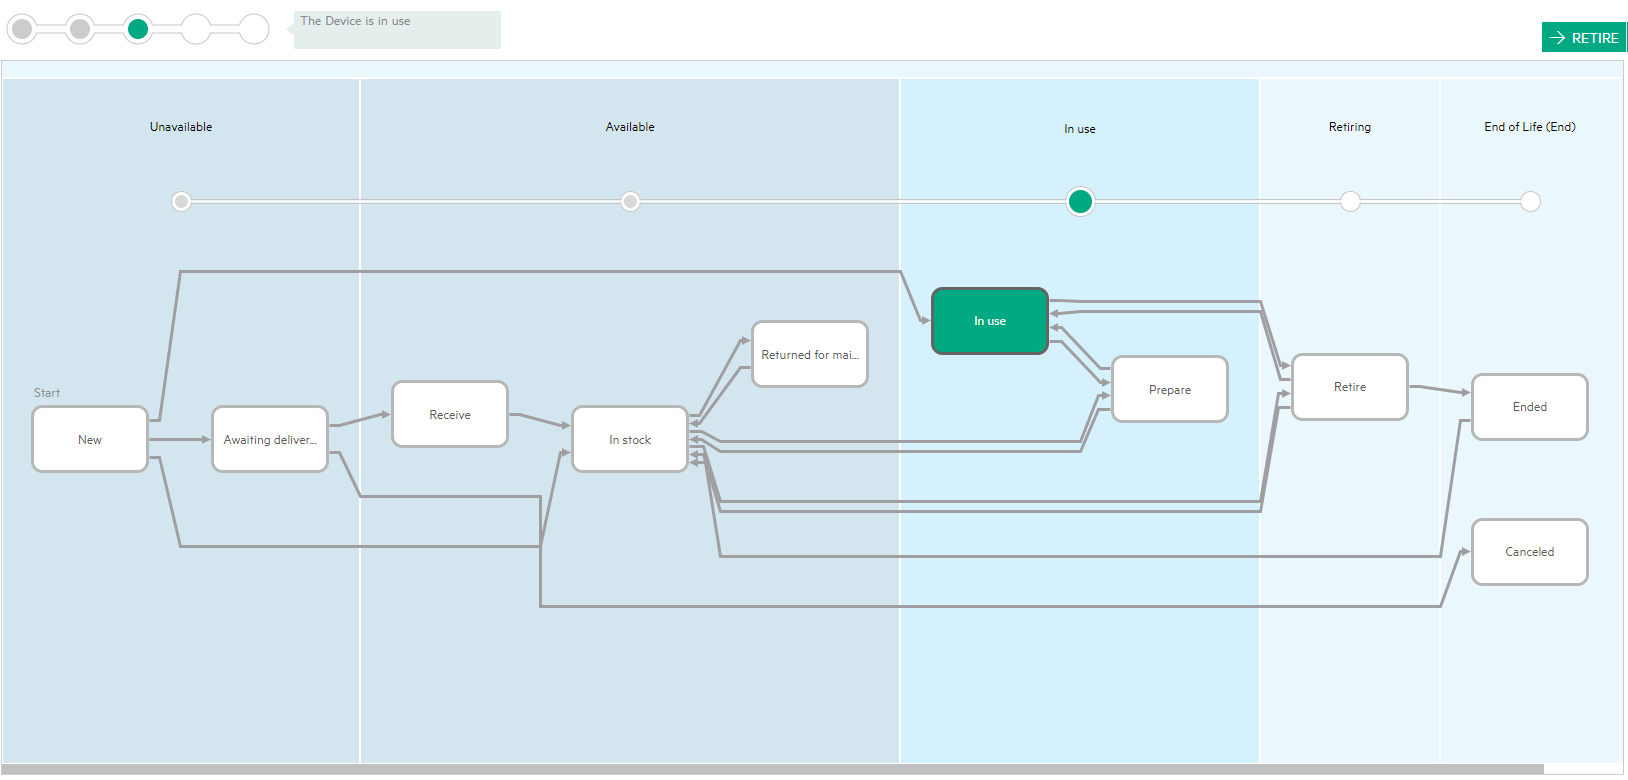 The Device is in use
RETIRE
Unavailable
Available
In use
Retiring
End of Life (End)
In use
Returned for mai...
Prepare
Retire
Start
New
Awaiting deliver...
Receive
In stock
Ended
Canceled